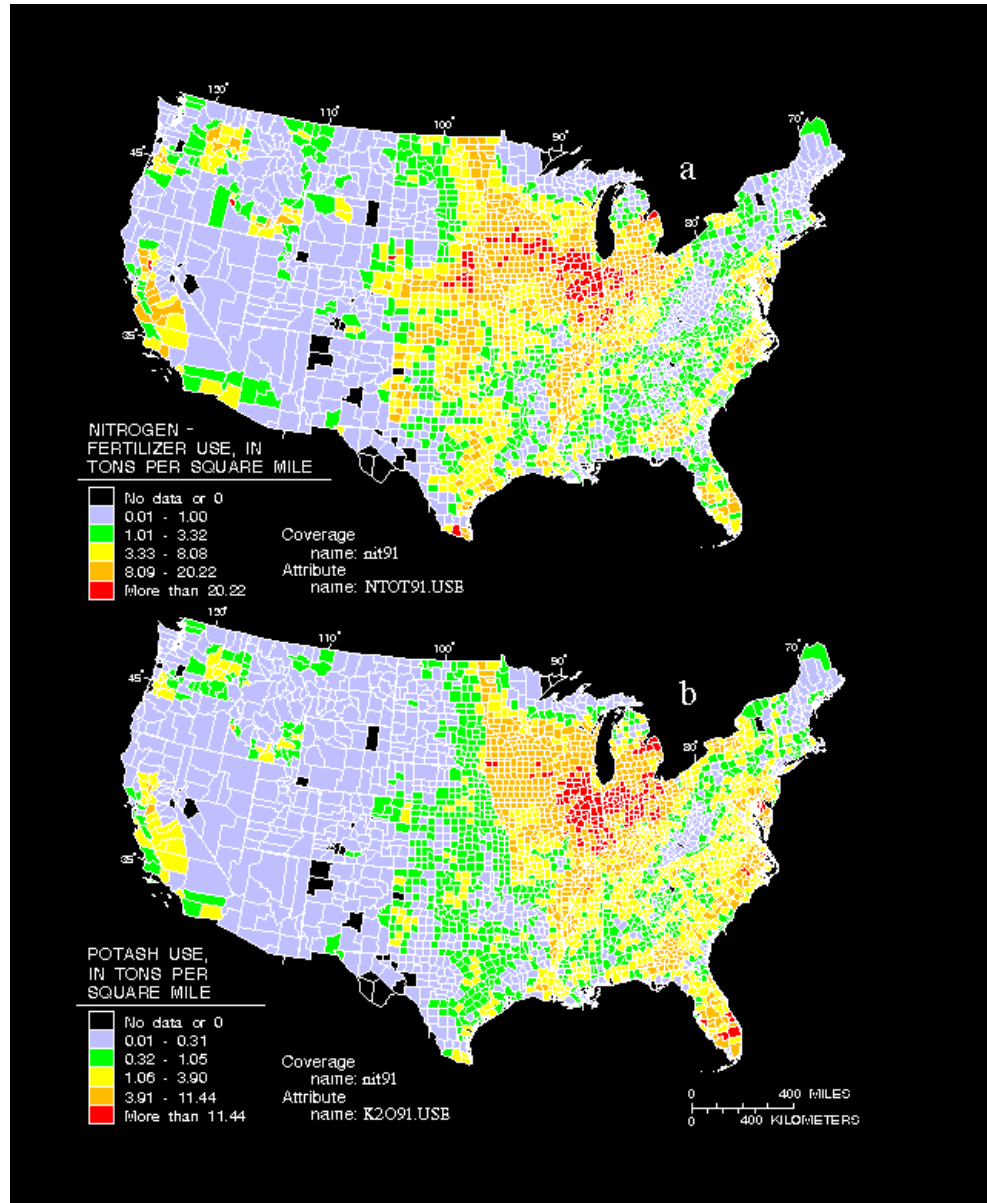 120°
110°
100°
90°
70°
45°
a
80°
35°
NITROGEN -
FERTILIZER USE, IN
TONS PER SQUARE MILE
No data or 0
0.01 - 1.00
1.01 - 3.32
3.33 - 8.08
8.09 - 20.22
More than 20.22
Coverage
name: nit91
Attribute
name: NTOT91.USE
120°
110°
100°
90°
70°
45°
b
80°
35°
POTASH USE,
IN TONS PER
SQUARE MILE
No data or 0
0.01 - 0.31
0.32 - 1.05
1.06 - 3.90
3.91 - 11.44
More than 11.44
Coverage
name: nit91
Attribute
name: K2O91.USE
0 400 MILES
0 400 KILOMETERS